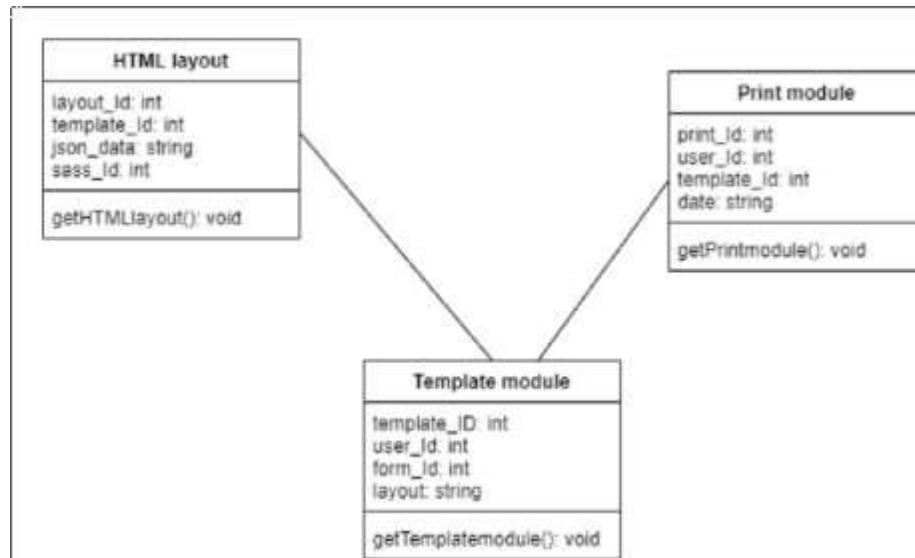 HTML layout
layout_Id: int
template_Id: int
json_data: string
sass_Id: int
getHTMLlayout(): void
Print module
print_Id: int
user_Id: int
template_Id: int
date: string
getPrintmodule(): void
Template module
template_ID: int
user_Id: int
form_Id: int
layout: string
getTemplatemodule(): void